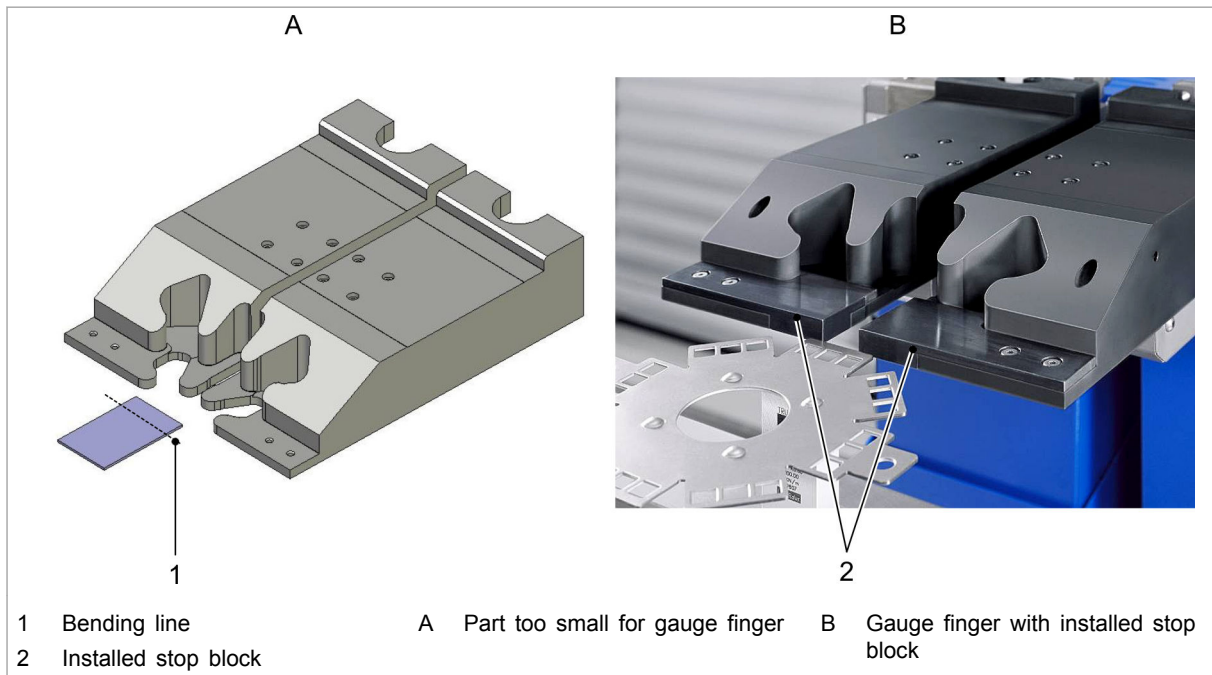 A
B
1
2
1 Bending line
2 Installed stop block
A Part too small for gauge finger
B Gauge finger with installed stop
block